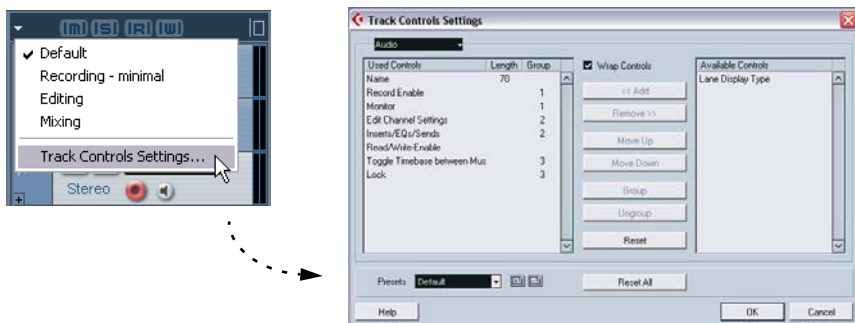 (M) (S) (R) (W)
Default
Recording - minimal
Editing
Mixing
Track Controls Settings...
Stereo
Track Controls Settings
Audio
Used Controls Length Group
Name 70
Record Enable 1
Monitor 1
Edit Channel Settings 2
Inserts/EQs/Sends 2
Read/Write Enable
Toggle Timebase between Mus 3
Lock 3
Wrap Controls
<< Add
Remove >>
Move Up
Move Down
Group
Ungroup
Reset
Available Controls
Lane Display Type
Presets Default
Reset All
Help
OK
Cancel